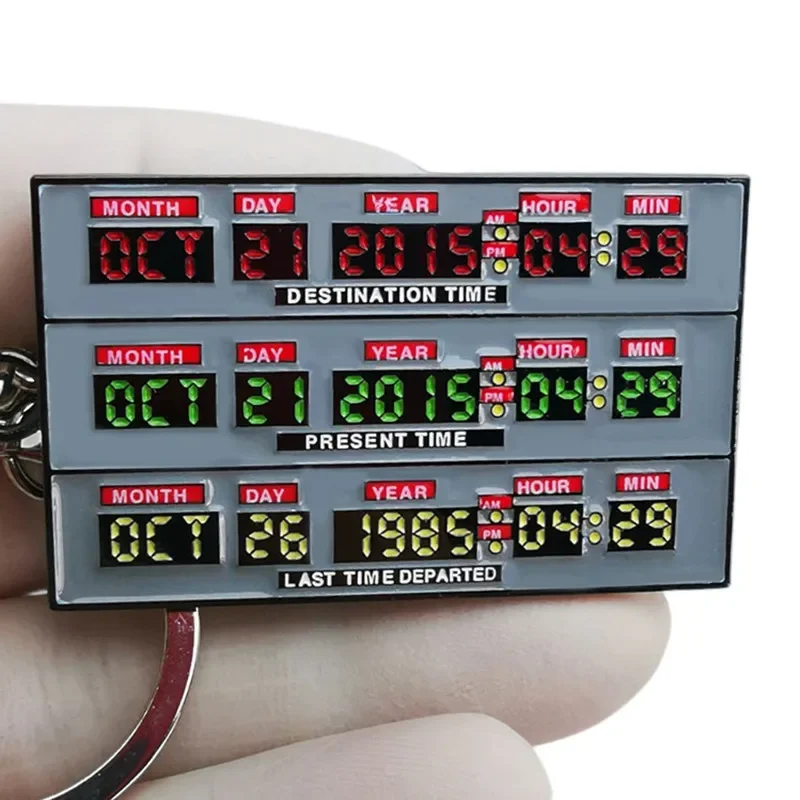 MONTH DAY YEAR HOUR MIN
AM
OCT 21 2015 PM 04 29
DESTINATION TIME
MONTH DAY YEAR HOUR MIN
AM
OCT 21 2015 PM 04 29
PRESENT TIME
MONTH DAY YEAR HOUR MIN
AM
OCT 26 1985 PM 04 29
LAST TIME DEPARTED